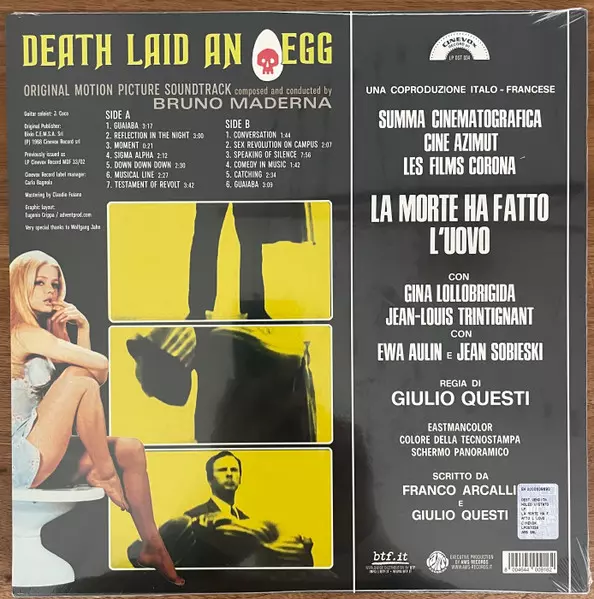 DEATH LAID AN EGG
ORIGINAL MOTION PICTURE SOUNDTRACK composed and conducted by
BRUNO MADERNA
Guitar soloist: J. Coco
Original Publisher:
(P) 1968 Cinevox Record srl
Previously issued as
LP Cinevox Record MDF 33/02
Cinevox Record label manager:
Carlo Bagnolo
Mastering by Claudio Fuiano
Graphic layout:
Eugenio Crippa / adventprod.com
Very special thanks to Wolfgang Jahn
SIDE A
1. GUAIABA 3:17
2. REFLECTION IN THE NIGHT 3:00
3. MOMENT 0:21
4. SIGMA ALPHA 2:12
5. DOWN DOWN DOWN 2:30
6. MUSICAL LINE 2:27
7. TESTAMENT OF REVOLT 3:42
SIDE B
1. CONVERSATION 1:44
2. SEX REVOLUTION ON CAMPUS 2:07
3. SPEAKING OF SILENCE 7:56
4. COMEDY IN MUSIC 1:42
5. CATCHING 2:34
6. GUAIABA 3:09
CINEVOX
RECORD
UNA COPRODUZIONE ITALO - FRANCESE
SUMMA CINEMATOGRAFICA
CINE AZIMUT
LES FILMS CORONA
LA MORTE HA FATTO
L'UOVO
CON
GINA LOLLOBRIGIDA
JEAN-LOUIS TRINTIGNANT
CON
EWA AULIN E JEAN SOBIESKI
REGIA DI
GIULIO QUESTI
EASTMANCOLOR
COLORE DELLA TECNOSTAMPA
SCHERMO PANORAMICO
SCRITTO DA
FRANCO ARCALLI
E
GIULIO QUESTI
btf.it
EXECUTIVE PRODUCTION
BY AMS RECORDS